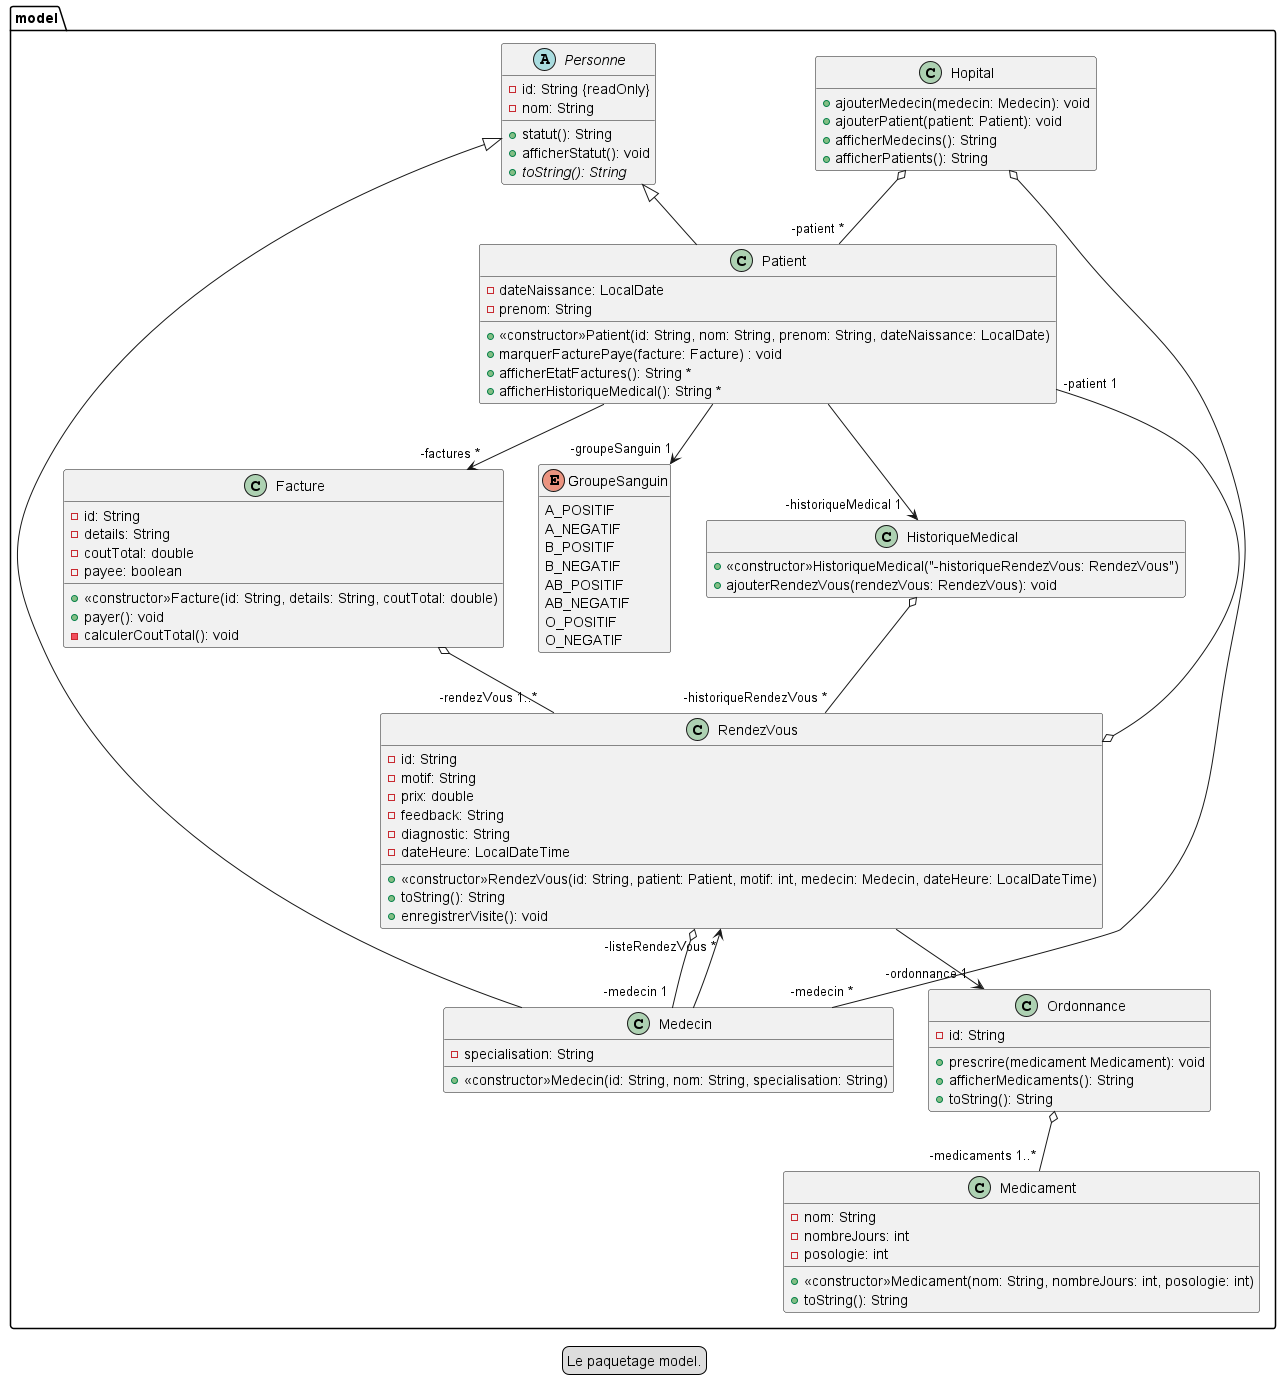 model
A Personne
id: String {readOnly}
nom: String
statut(): String
afficherStatut(): void
toString(): String
C Hopital
ajouterMedecin(medecin: Medecin): void
ajouterPatient(patient: Patient): void
afficherMedecins(): String
afficherPatients(): String
-patient *
C Patient
dateNaissance: LocalDate
prenom: String
«constructor»Patient(id: String, nom: String, prenom: String, dateNaissance: LocalDate)
marquerFacturePaye(facture: Facture) : void
afficherEtatFactures(): String *
afficherHistoriqueMedical(): String *
-patient 1
-factures *
-groupeSanguin 1
-historiqueMedical 1
C Facture
id: String
details: String
coutTotal: double
payee: boolean
«constructor»Facture(id: String, details: String, coutTotal: double)
payer(): void
calculerCoutTotal(): void
E GroupeSanguin
A_POSITIF
A_NEGATIF
B_POSITIF
B_NEGATIF
AB_POSITIF
AB_NEGATIF
O_POSITIF
O_NEGATIF
C HistoriqueMedical
«constructor»HistoriqueMedical("-historiqueRendezVous: RendezVous")
ajouterRendezVous(rendezVous: RendezVous): void
-rendezVous 1..*
-historiqueRendezVous *
C RendezVous
id: String
motif: String
prix: double
feedback: String
diagnostic: String
dateHeure: LocalDateTime
«constructor»RendezVous(id: String, patient: Patient, motif: int, medecin: Medecin, dateHeure: LocalDateTime)
toString(): String
enregistrerVisite(): void
-listeRendezVous *
-medecin 1
-medecin *
-ordonnance 1
C Medecin
specialisation: String
«constructor»Medecin(id: String, nom: String, specialisation: String)
C Ordonnance
id: String
prescrire(medicament Medicament): void
afficherMedicaments(): String
toString(): String
-medicaments 1..*
C Medicament
nom: String
nombreJours: int
posologie: int
«constructor»Medicament(nom: String, nombreJours: int, posologie: int)
toString(): String
Le paquetage model.